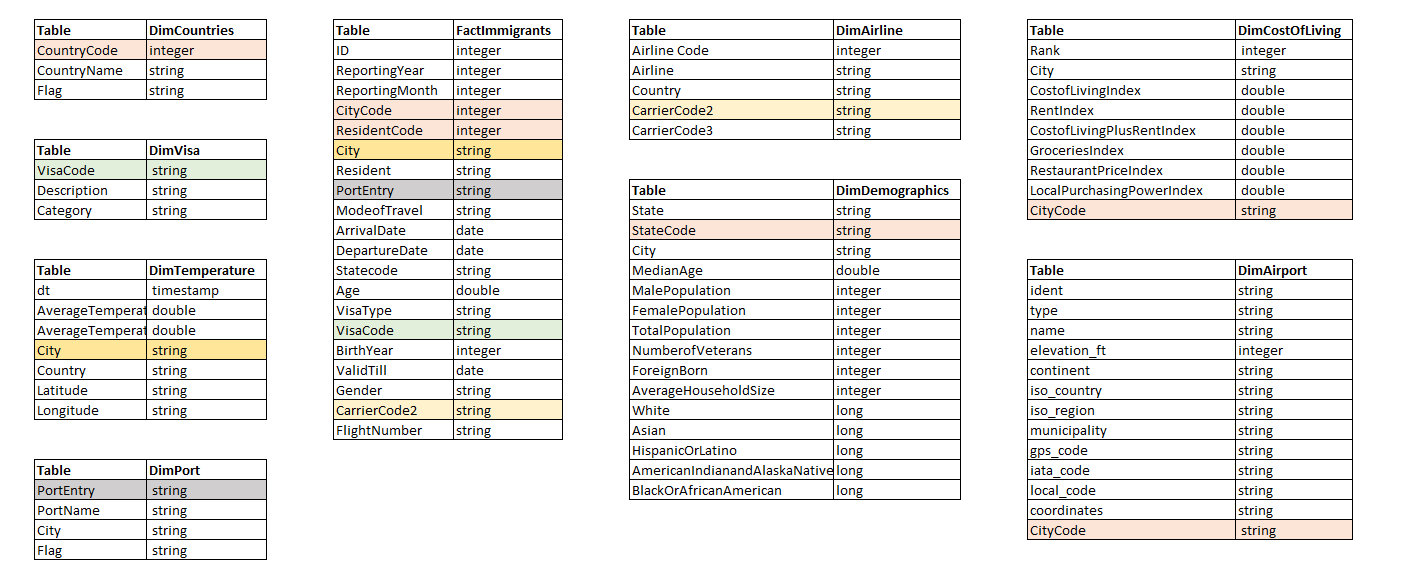 Table DimCountries
CountryCode integer
CountryName string
Flag string
Table DimVisa
VisaCode string
Description string
Category string
Table DimTemperature
dt timestamp
AverageTemperat double
AverageTemperat double
City string
Country string
Latitude string
Longitude string
Table DimPort
PortEntry string
PortName string
City string
Flag string
Table FactImmigrants
ID integer
ReportingYear integer
ReportingMonth integer
CityCode integer
ResidentCode integer
City string
Resident string
PortEntry string
ModeofTravel string
ArrivalDate date
DepartureDate date
Statecode string
Age double
VisaType string
VisaCode string
BirthYear integer
ValidTill date
Gender string
CarrierCode2 string
FlightNumber string
Table DimAirline
Airline Code integer
Airline string
Country string
CarrierCode2 string
CarrierCode3 string
Table DimDemographics
State string
StateCode string
City string
MedianAge double
MalePopulation integer
FemalePopulation integer
TotalPopulation integer
NumberofVeterans integer
ForeignBorn integer
AverageHouseholdSize integer
White long
Asian long
HispanicOrLatino long
AmericanIndianandAlaskaNative long
BlackOrAfricanAmerican long
Table DimCostOfLiving
Rank integer
City string
CostofLivingIndex double
RentIndex double
CostofLivingPlusRentIndex double
GroceriesIndex double
RestaurantPriceIndex double
LocalPurchasingPowerIndex double
CityCode string
Table DimAirport
ident string
type string
name string
elevation_ft integer
continent string
iso_country string
iso_region string
municipality string
gps_code string
iata_code string
local_code string
coordinates string
CityCode string